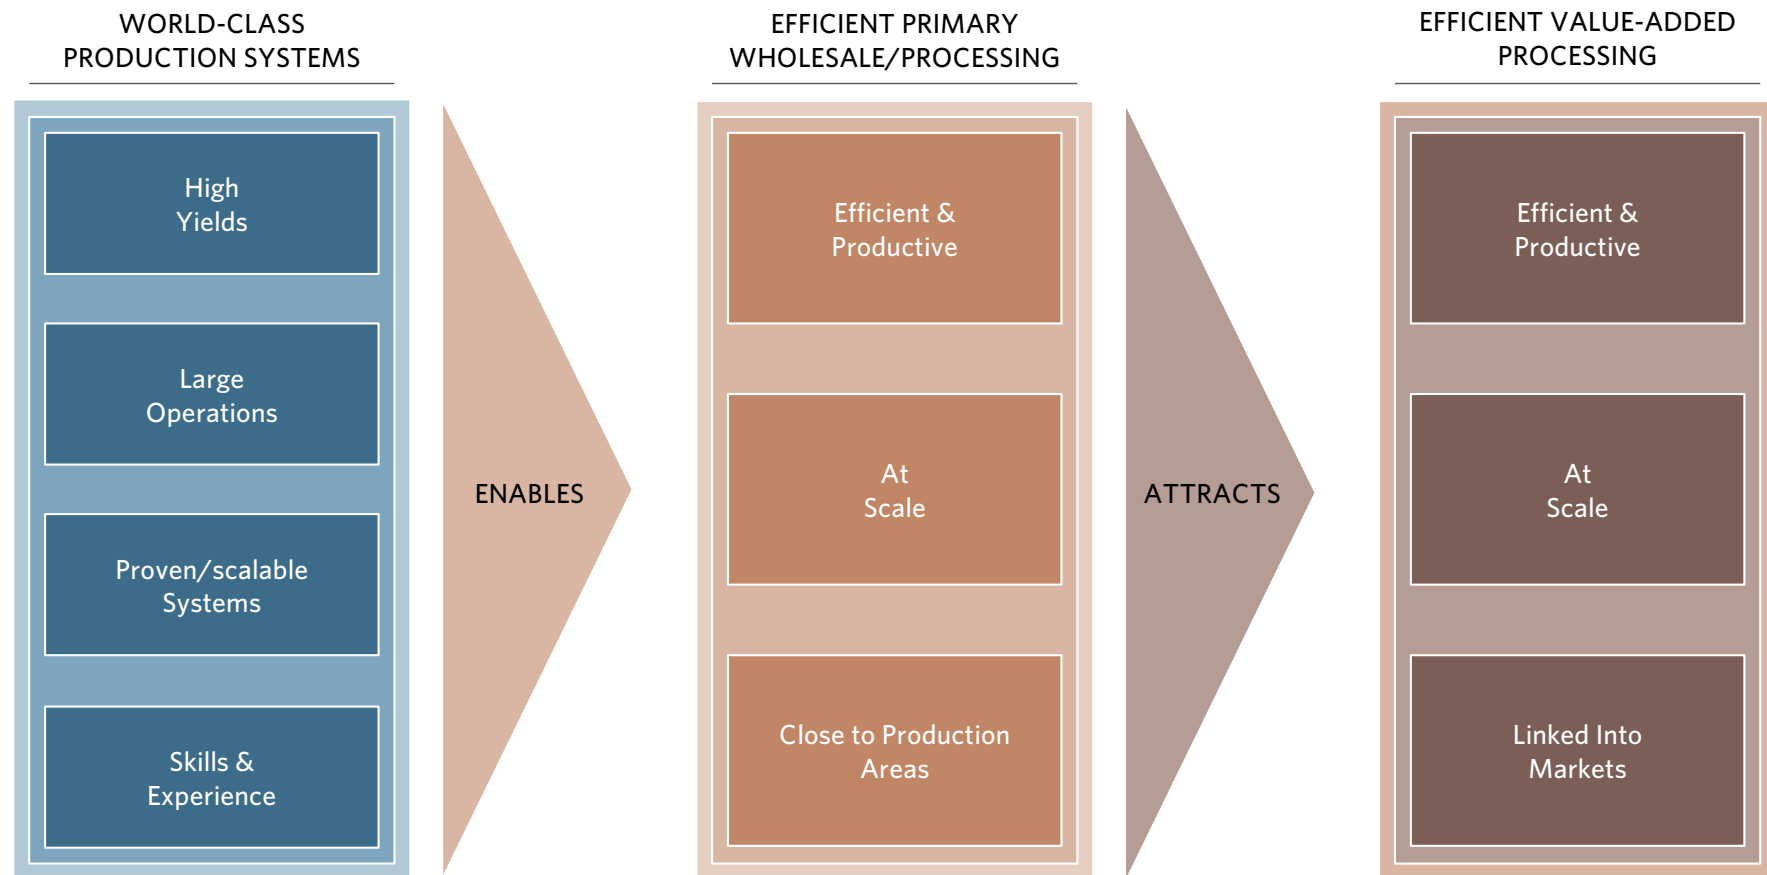 WORLD-CLASS
PRODUCTION SYSTEMS
High
Yields
Large
Operations
Proven/scalable
Systems
Skills &
Experience
ENABLES
EFFICIENT PRIMARY
WHOLESALE/PROCESSING
Efficient &
Productive
At
Scale
Close to Production
Areas
ATTRACTS
EFFICIENT VALUE-ADDED
PROCESSING
Efficient &
Productive
At
Scale
Linked Into
Markets